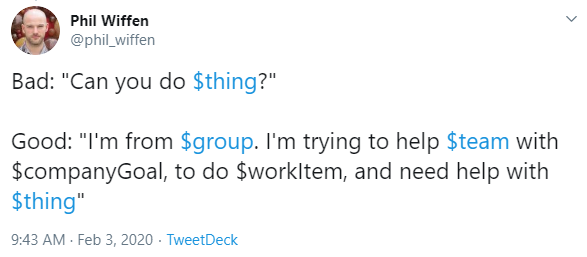 Phil Wiffen
@phil_wiffen
Bad: "Can you do $thing?"
Good: "I'm from $group. I'm trying to help $team with
$companyGoal, to do $workItem, and need help with
$thing"
9:43 AM · Feb 3, 2020 · TweetDeck